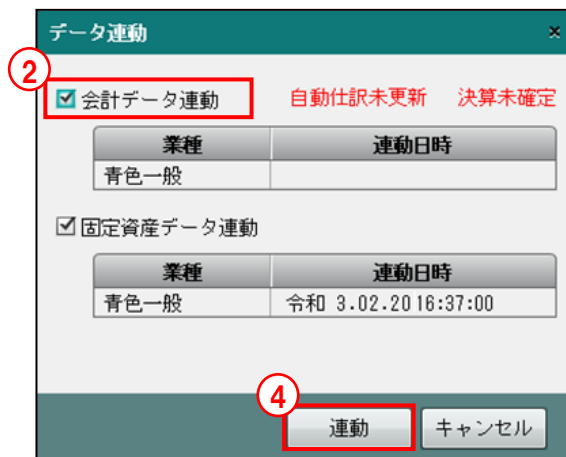 データ連動 ×
②
会計データ連動 自動仕訳未更新 決算未確定
業種 連動日時
青色一般
固定資産データ連動
業種 連動日時
青色一般 令和 3.02.20 16:37:00
④
連動 キャンセル